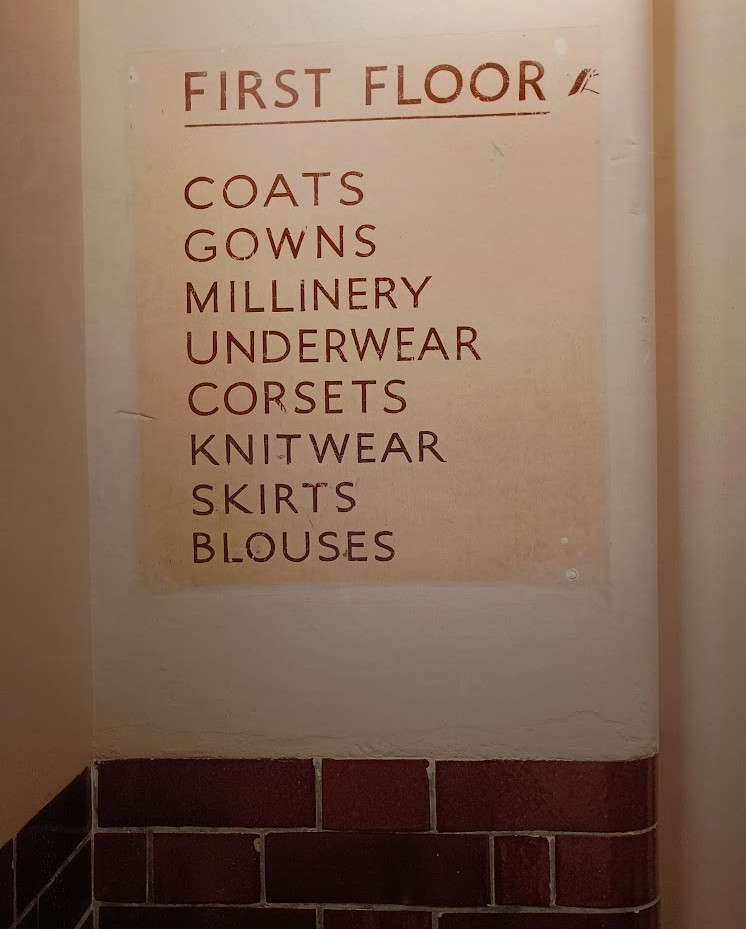 FIRST FLOOR
COATS
GOWNS
MILLINERY
UNDERWEAR
CORSETS
KNITWEAR
SKIRTS
BLOUSES